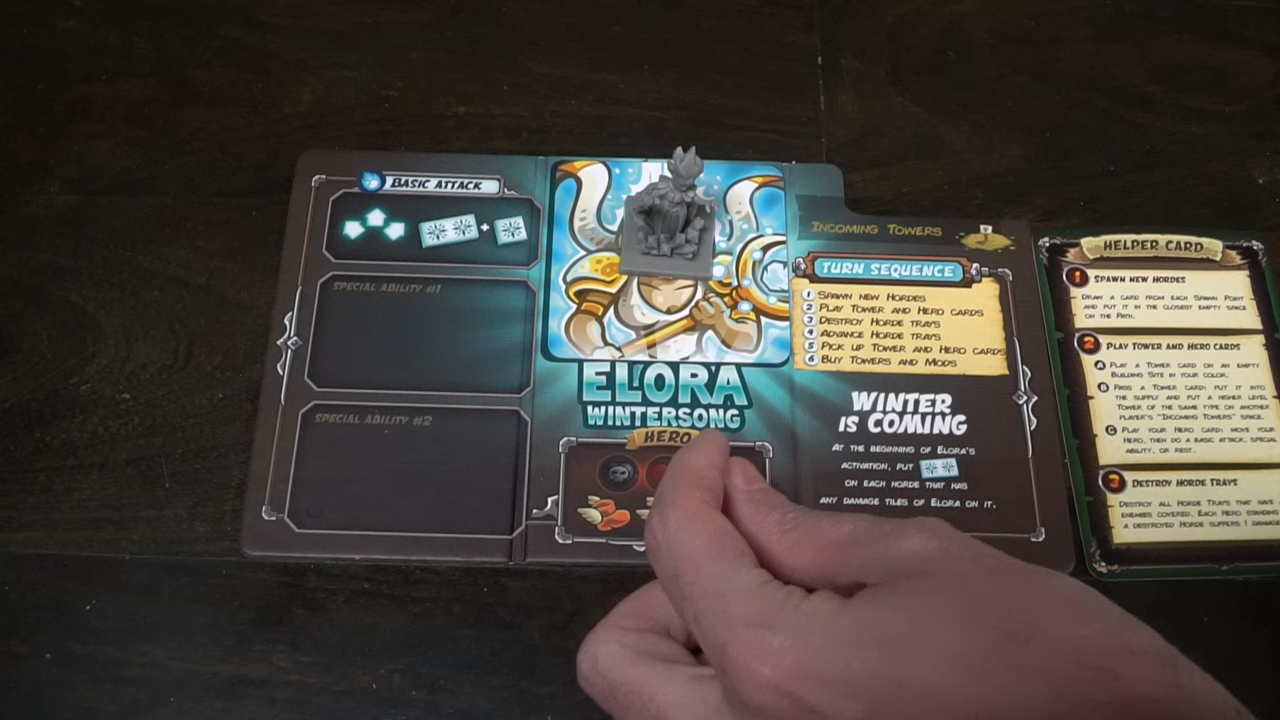 BASIC ATTACK
SPECIAL ABILITY #1
SPECIAL ABILITY #2
ELORA
WINTERSONG
HERO
INCOMING TOWERS
TURN SEQUENCE
1 SPAWN NEW HORDES
2 PLAY TOWER AND HERO CARDS
3 DESTROY HORDE TRAYS
4 ADVANCE HORDE TRAYS
5 PICK UP TOWER AND HERO CARDS
6 BUY TOWERS AND MODS
WINTER
IS COMING
AT THE BEGINNING OF ELORA'S
ACTIVATION, PUT
ON EACH HORDE THAT HAS
ANY DAMAGE TILES OF ELORA ON IT.
HELPER CARD
1 SPAWN NEW HORDES
DRAW A CARD FROM EACH SPAWN
POINT AND PUT IT IN THE
CLOSEST EMPTY SPACE
ON THE PATH.
2 PLAY TOWER AND HERO CARDS
A PLAY A TOWER CARD ON AN EMPTY
BUILDING SITE IN YOUR COLOR.
B PASS A TOWER CARD: PUT IT INTO
THE SUPPLY AND PUT A HIGHER LEVEL
TOWER OF THE SAME TYPE ON ANOTHER
PLAYER'S "INCOMING TOWERS" SPACE.
C PLAY YOUR HERO CARD: MOVE YOUR
HERO, THEN DO A BASIC ATTACK, SPECIAL
ABILITY, OR REST.
3 DESTROY HORDE TRAYS
DESTROY ALL HORDE TRAYS THAT HAVE
ENEMIES COVERED. EACH HERO STANDING
A DESTROYED HORDE SUFFERS 1 DAMAGE